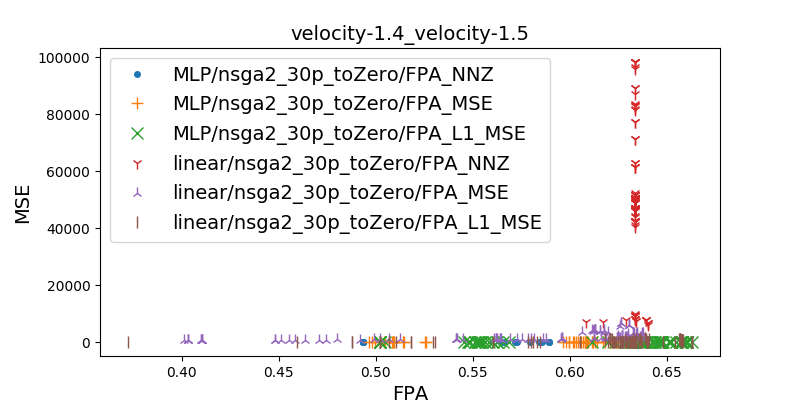 velocity-1.4_velocity-1.5
100000
80000
60000
40000
20000
0
MSE
MLP/nsga2_30p_toZero/FPA_NNZ
MLP/nsga2_30p_toZero/FPA_MSE
MLP/nsga2_30p_toZero/FPA_L1_MSE
linear/nsga2_30p_toZero/FPA_NNZ
linear/nsga2_30p_toZero/FPA_MSE
linear/nsga2_30p_toZero/FPA_L1_MSE
0.40 0.45 0.50 0.55 0.60 0.65
FPA